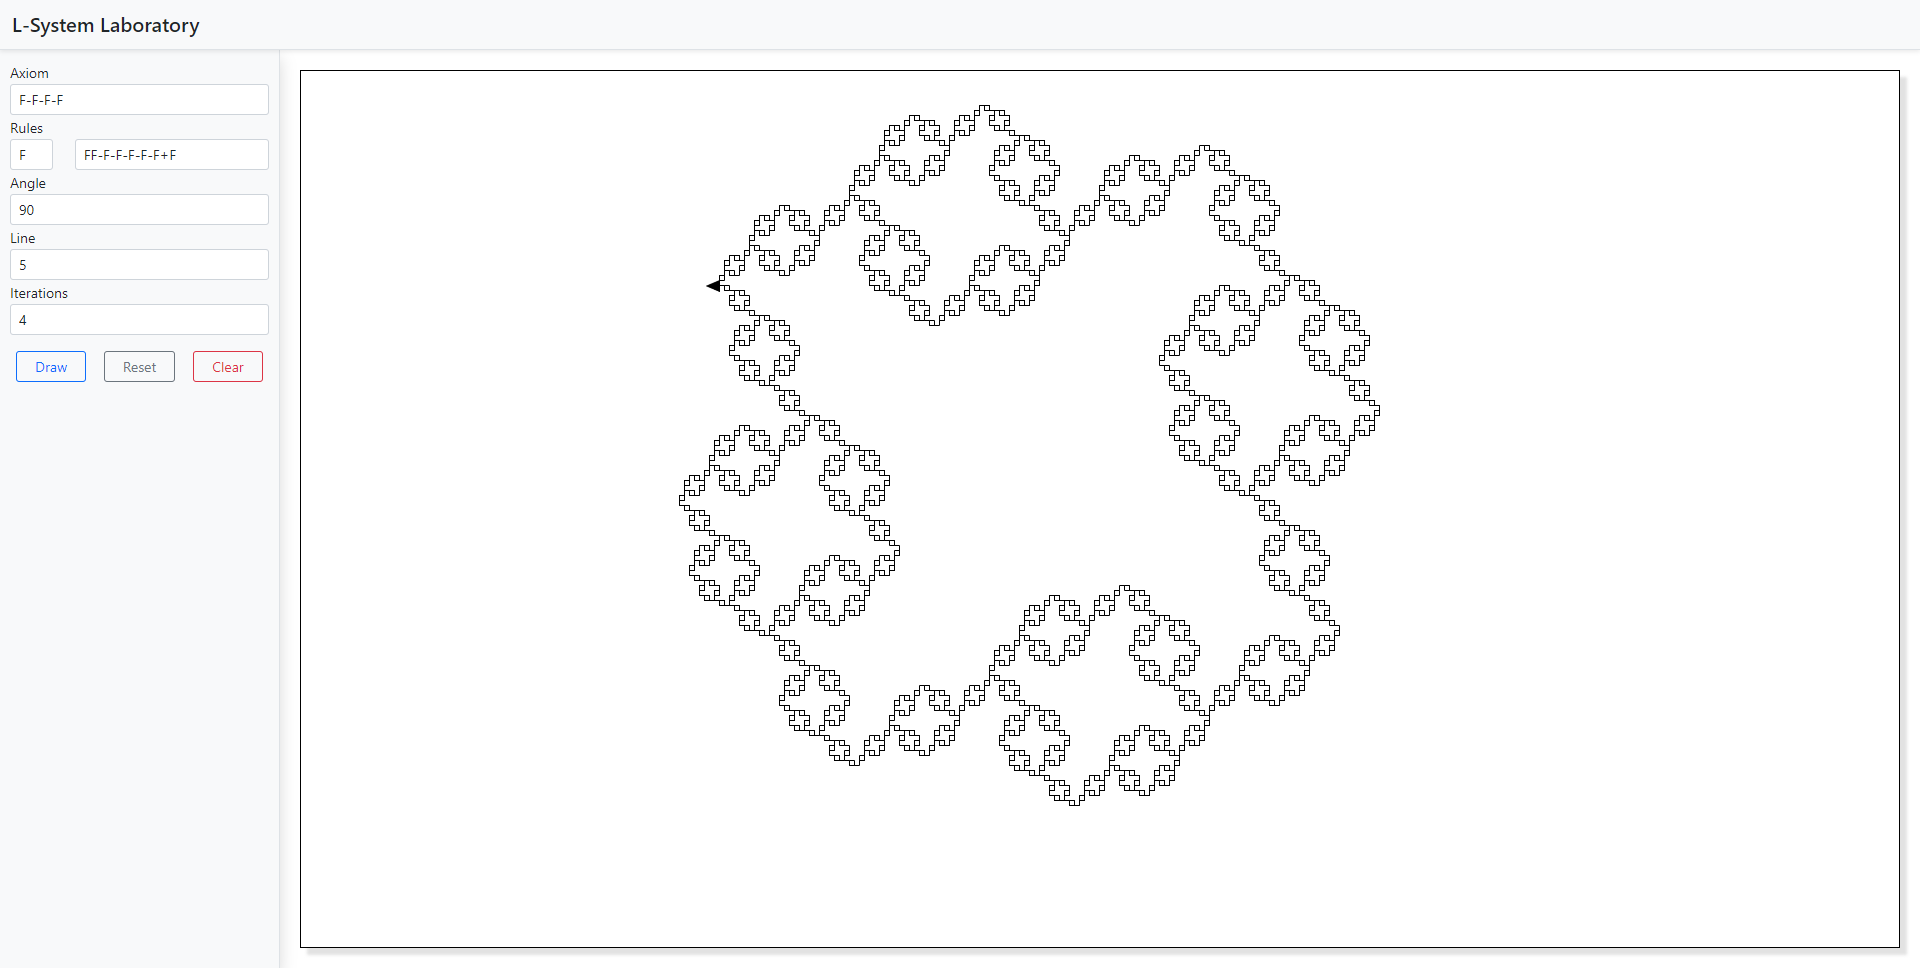 L-System Laboratory
Axiom
F-F-F-F
Rules
F FF-F-F-F-F-F+F
Angle
90
Line
5
Iterations
4
Draw Reset Clear